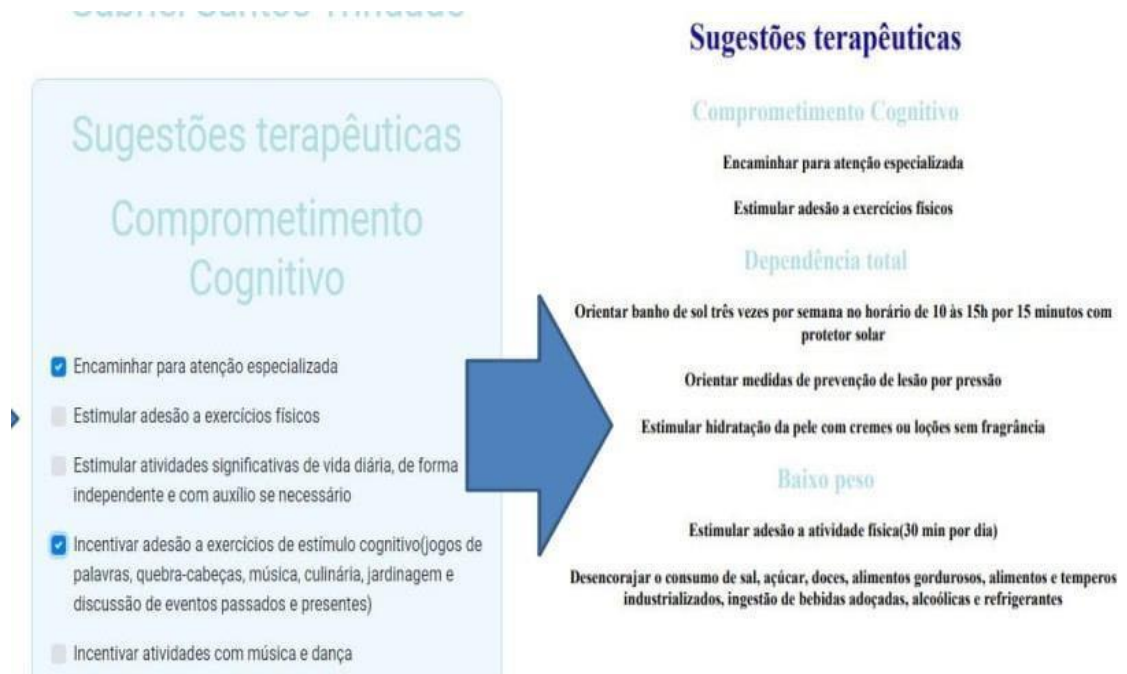 Sugestões terapêuticas
Comprometimento
Cognitivo
Encaminhar para atenção especializada
Estimular adesão a exercícios físicos
Estimular atividades significativas de vida diária, de forma
independente e com auxílio se necessário
Incentivar adesão a exercícios de estímulo cognitivo(jogos de
palavras, quebra-cabeças, música, culinária, jardinagem e
discussão de eventos passados e presentes)
Incentivar atividades com música e dança
Sugestões terapêuticas
Comprometimento Cognitivo
Encaminhar para atenção especializada
Estimular adesão a exercícios físicos
Dependência total
Orientar banho de sol três vezes por semana no horário de 10 às 15h por 15 minutos com
protetor solar
Orientar medidas de prevenção de lesão por pressão
Estimular hidratação da pele com cremes ou loções sem fragrância
Baixo peso
Estimular adesão a atividade física(30 min por dia)
Desencorajar o consumo de sal, açúcar, doces, alimentos gordurosos, alimentos e temperos
industrializados, ingestão de bebidas adoçadas, alcoólicas e refrigerantes